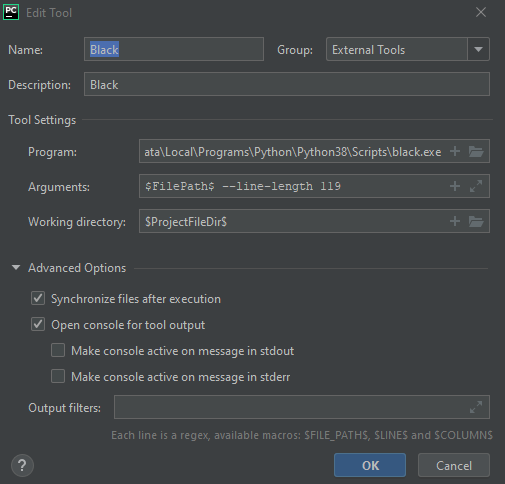 PC Edit Tool
Name: Black Group: External Tools
Description: Black
Tool Settings
Program: ata\Local\Programs\Python\Python38\Scripts\black.exe
Arguments: $FilePath$ --line-length 119
Working directory: $ProjectFileDir$
Advanced Options
Synchronize files after execution
Open console for tool output
Make console active on message in stdout
Make console active on message in stderr
Output filters:
Each line is a regex, available macros: $FILE_PATH$, $LINE$ and $COLUMN$
? OK Cancel